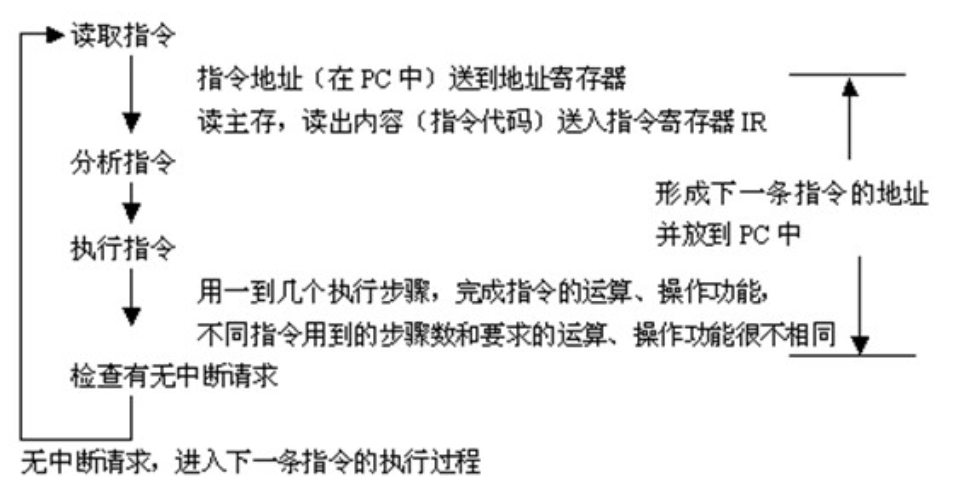 读取指令
指令地址（在 PC 中）送到地址寄存器
读主存，读出内容（指令代码）送入指令寄存器 IR
分析指令
形成下一条指令的地址
并放到 PC 中
执行指令
用一到几个执行步骤，完成指令的运算、操作功能，
不同指令用到的步骤数和要求的运算、操作功能很不相同
检查有无中断请求
无中断请求，进入下一条指令的执行过程